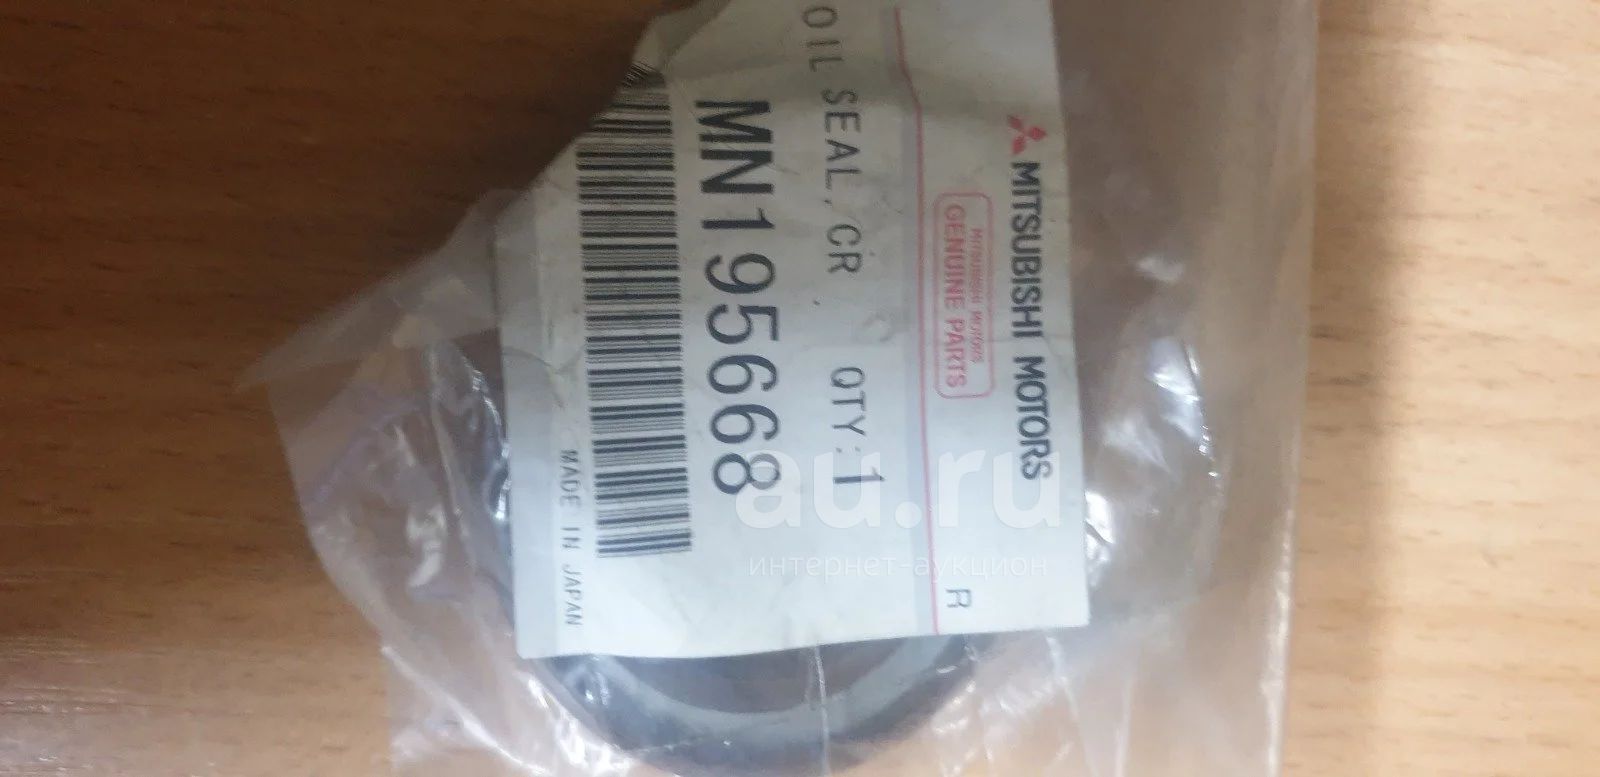 MITSUBISHI MOTORS
MITSUBISHI MOTORS
GENUINE PARTS
R
OIL SEAL,CR QTY:1
MN195668
MADE IN JAPAN
au.ru
интернет-аукцион